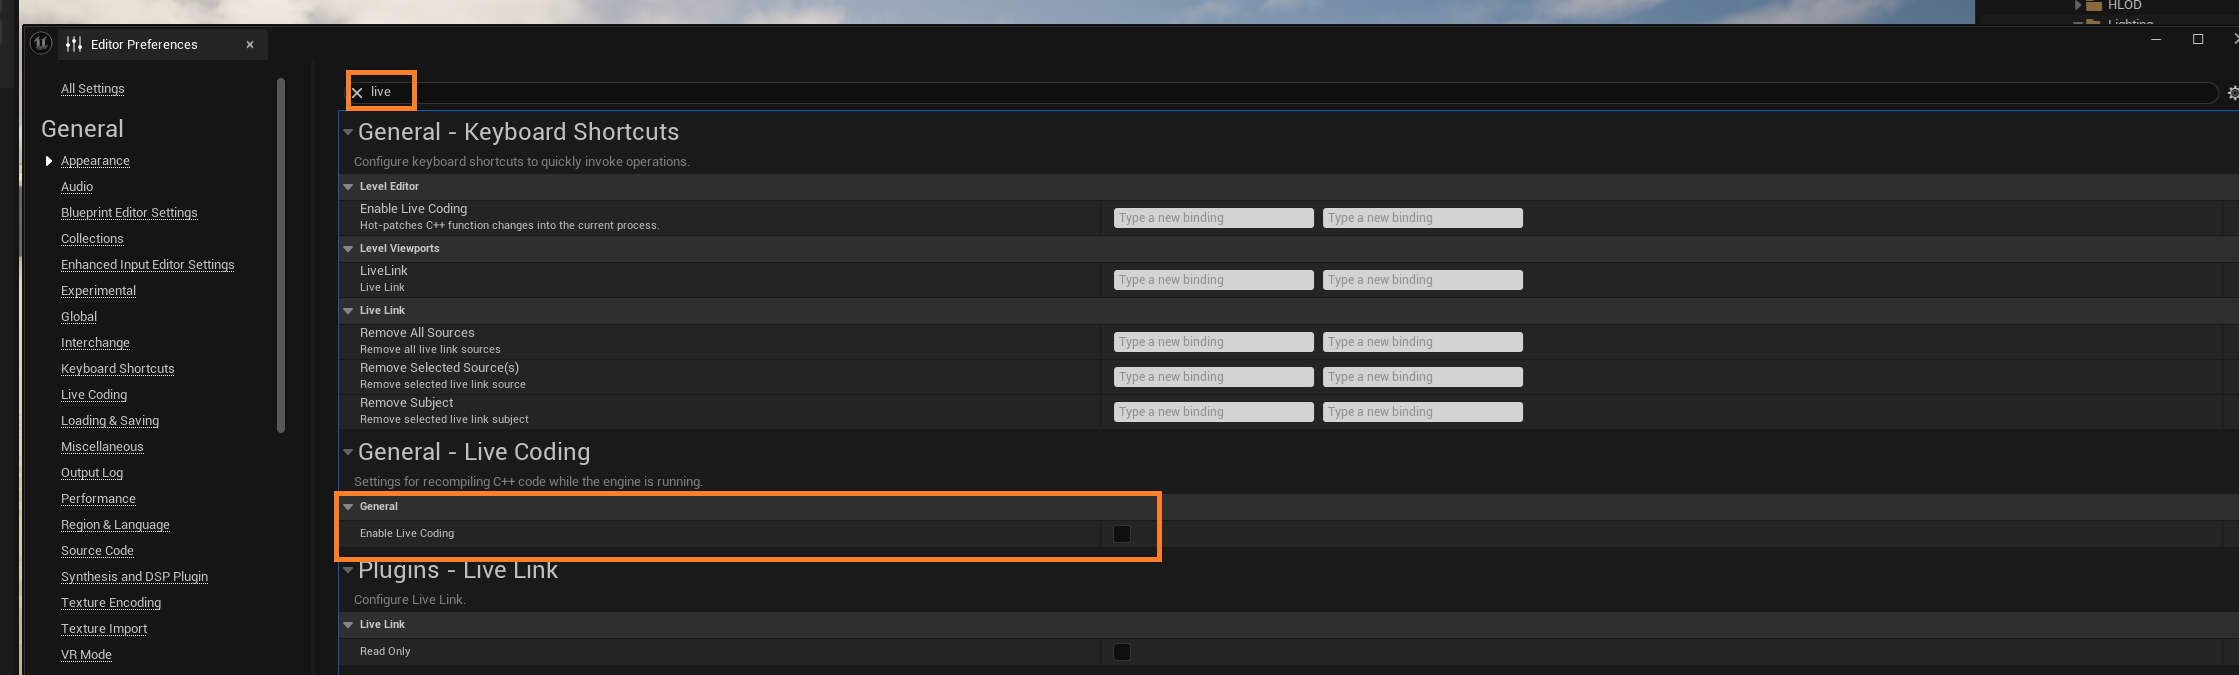 HLOD
Lighting
Editor Preferences
live
All Settings
General
Appearance
Audio
Blueprint Editor Settings
Collections
Enhanced Input Editor Settings
Experimental
Global
Interchange
Keyboard Shortcuts
Live Coding
Loading & Saving
Miscellaneous
Output Log
Performance
Region & Language
Source Code
Synthesis and DSP Plugin
Texture Encoding
Texture Import
VR Mode
General - Keyboard Shortcuts
Configure keyboard shortcuts to quickly invoke operations.
Level Editor
Enable Live Coding
Type a new binding Type a new binding
Hot-patches C++ function changes into the current process.
Level Viewports
LiveLink
Type a new binding Type a new binding
Live Link
Live Link
Remove All Sources
Type a new binding Type a new binding
Remove all live link sources
Remove Selected Source(s)
Type a new binding Type a new binding
Remove selected live link source
Remove Subject
Type a new binding Type a new binding
Remove selected live link subject
General - Live Coding
Settings for recompiling C++ code while the engine is running.
General
Enable Live Coding
Plugins - Live Link
Configure Live Link.
Live Link
Read Only